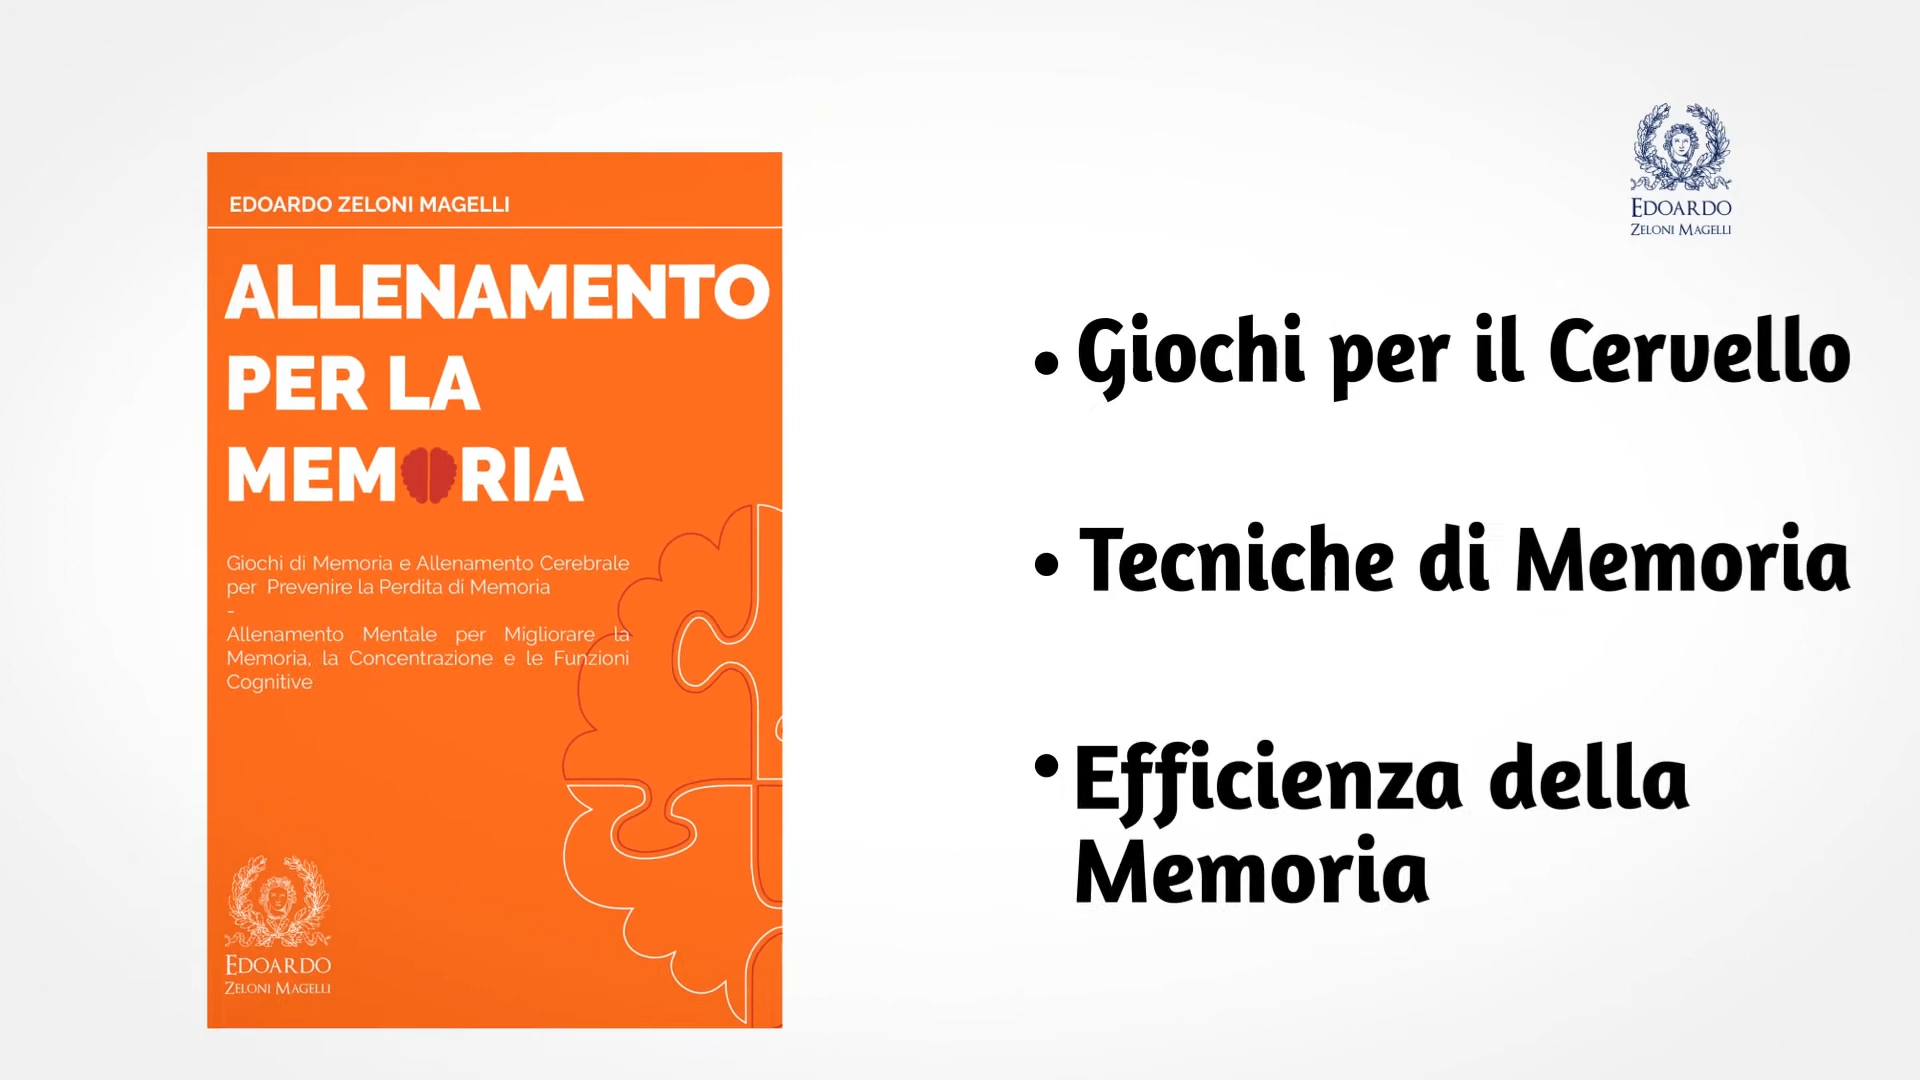 EDOARDO ZELONI MAGELLI
ALLENAMENTO
PER LA
MEMORIA
Giochi di Memoria e Allenamento Cerebrale
per Prevenire la Perdita di Memoria
-
Allenamento Mentale per Migliorare la
Memoria, la Concentrazione e le Funzioni
Cognitive
EDOARDO
ZELONI MAGELLI
EDOARDO
ZELONI MAGELLI
• Giochi per il Cervello
• Tecniche di Memoria
• Efficienza della
Memoria